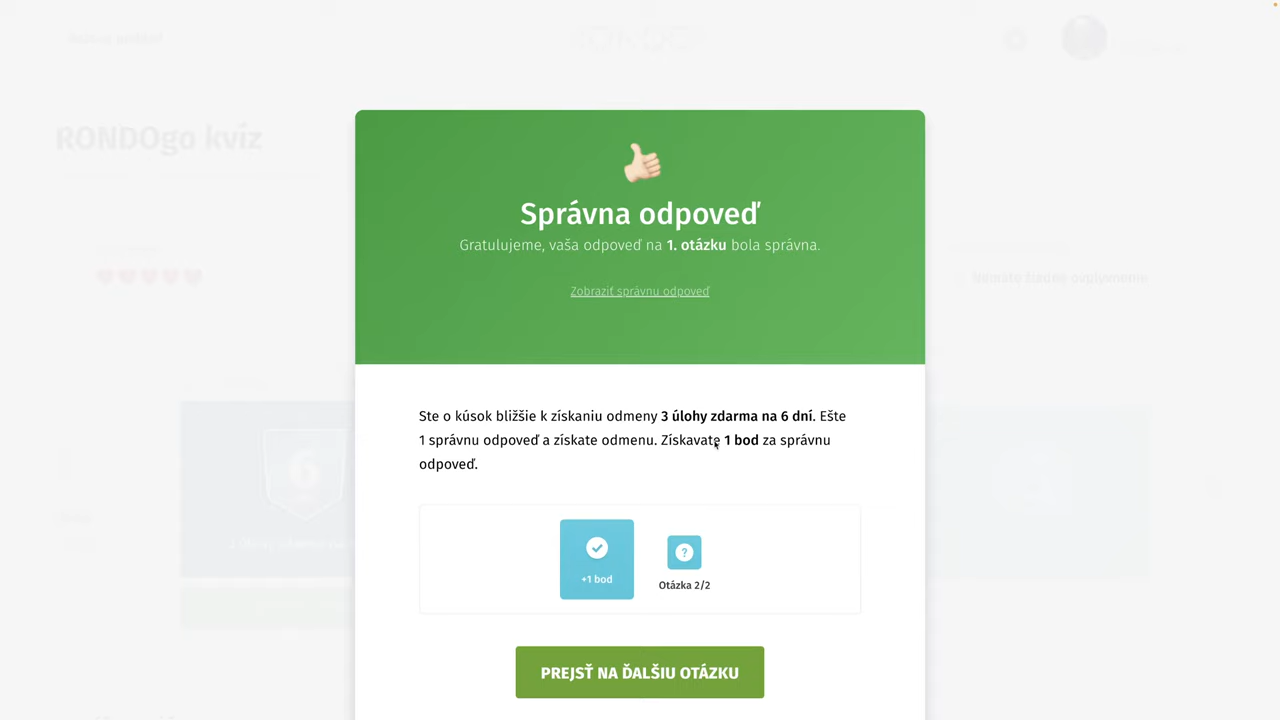 RONDOgo kvíz
Správna odpoveď
Gratulujeme, vaša odpoveď na 1. otázku bola správna.
Zobraziť správnu odpoveď
Ste o kúsok bližšie k získaniu odmeny 3 úlohy zdarma na 6 dní. Ešte
1 správnu odpoveď a získate odmenu. Získavate 1 bod za správnu
odpoveď.
6
+1 bod
Otázka 2/2
PREJSŤ NA ĎALŠIU OTÁZKU